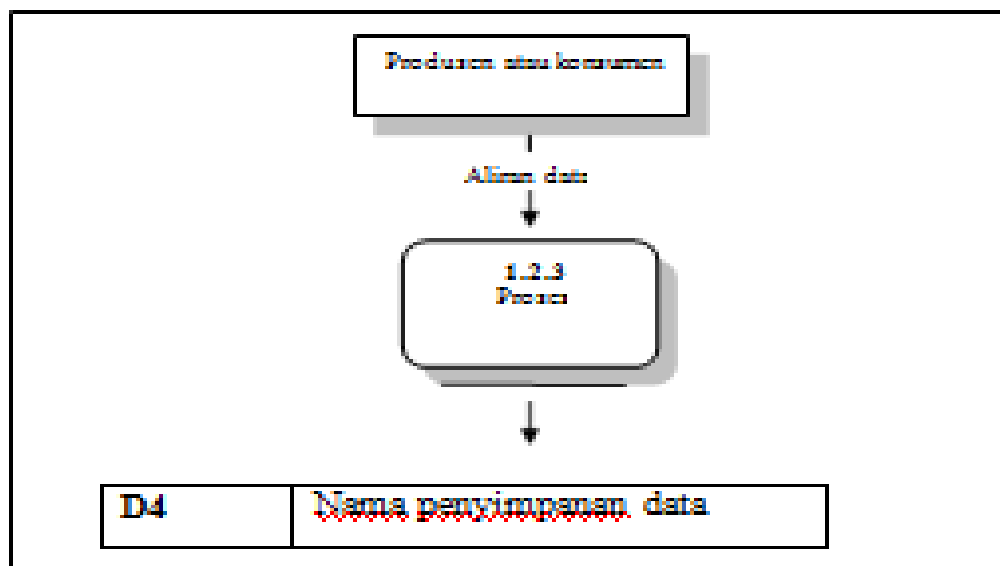 Produsen atau konsumen
Aliran data
1.2.3
Proses
D4 Nama penyimpanan data